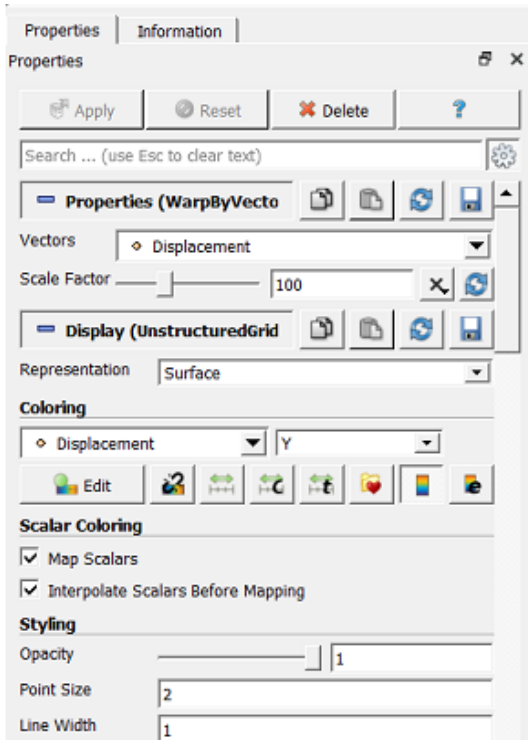 Properties Information
Properties
Apply Reset Delete ?
Search ... (use Esc to clear text)
Properties (WarpByVecto
Vectors Displacement
Scale Factor 100
Display (UnstructuredGrid
Representation Surface
Coloring
Displacement Y
Edit ? c t e
Scalar Coloring
Map Scalars
Interpolate Scalars Before Mapping
Styling
Opacity 1
Point Size 2
Line Width 1